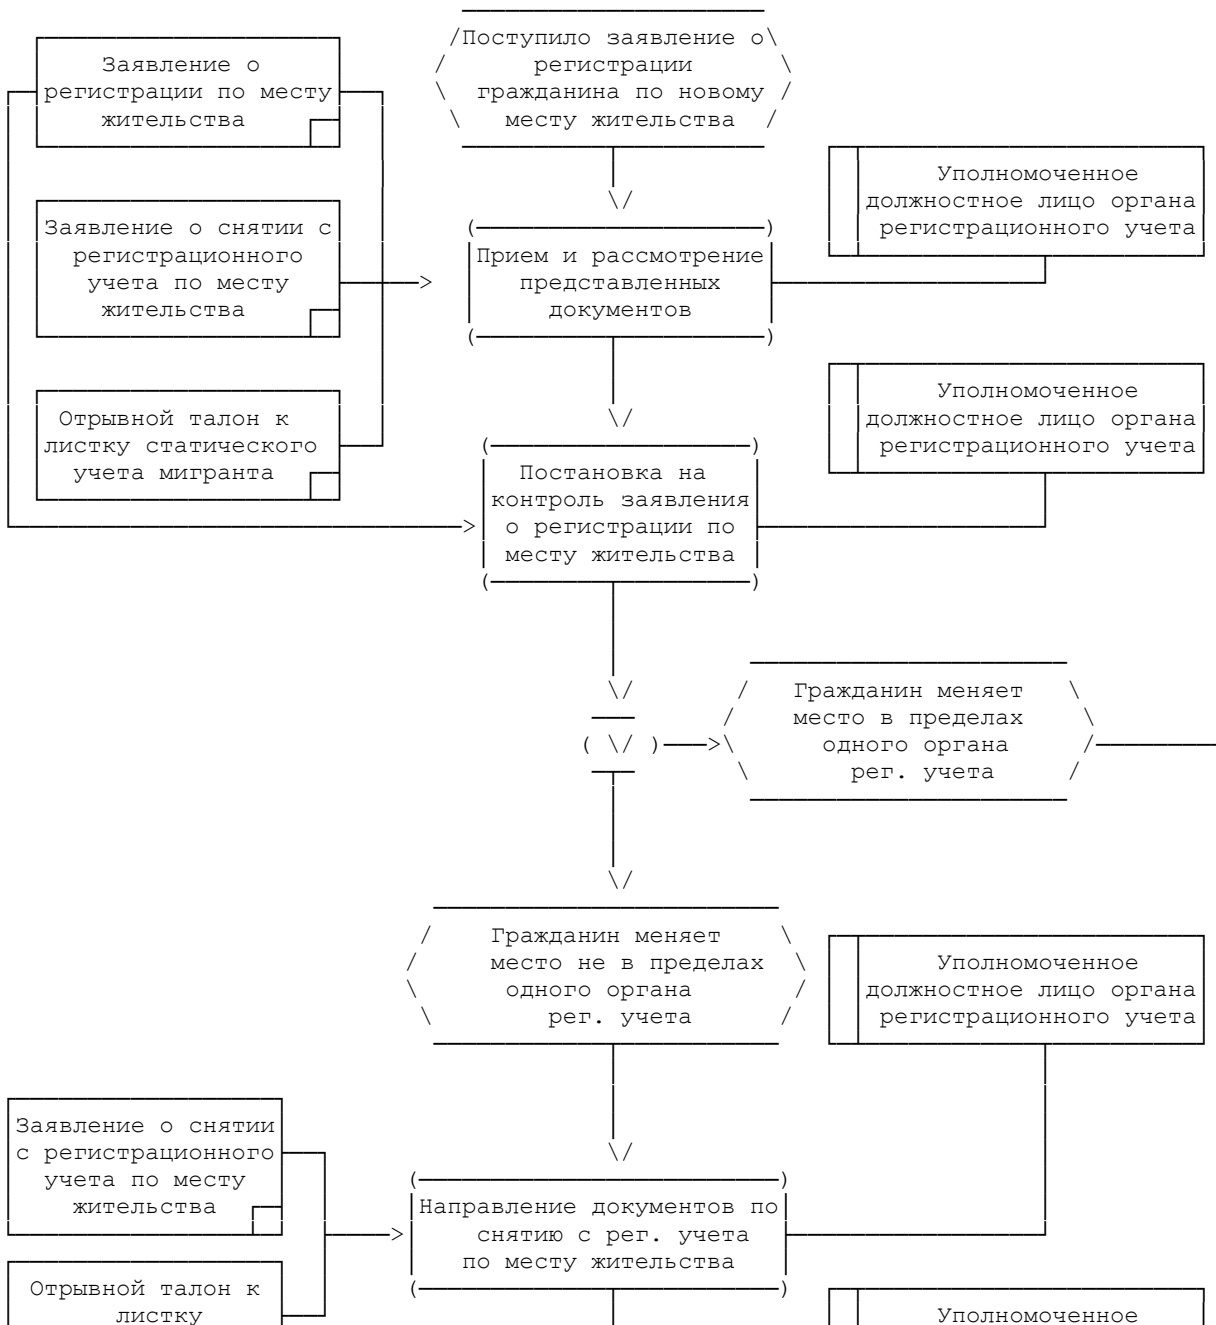 Поступило заявление о
регистрации
гражданина по новому
месту жительства
Заявление о
регистрации по месту
жительства
Уполномоченное
должностное лицо органа
регистрационного учета
Заявление о снятии с
регистрационного
учета по месту
жительства
Прием и рассмотрение
представленных
документов
Уполномоченное
должностное лицо органа
регистрационного учета
Отрывной талон к
листку статического
учета мигранта
Постановка на
контроль заявления
о регистрации по
месту жительства
Гражданин меняет
место в пределах
одного органа
рег. учета
Гражданин меняет
место не в пределах
одного органа
рег. учета
Уполномоченное
должностное лицо органа
регистрационного учета
Заявление о снятии
с регистрационного
учета по месту
жительства
Направление документов по
снятию с рег. учета
по месту жительства
Отрывной талон к
листку
Уполномоченное